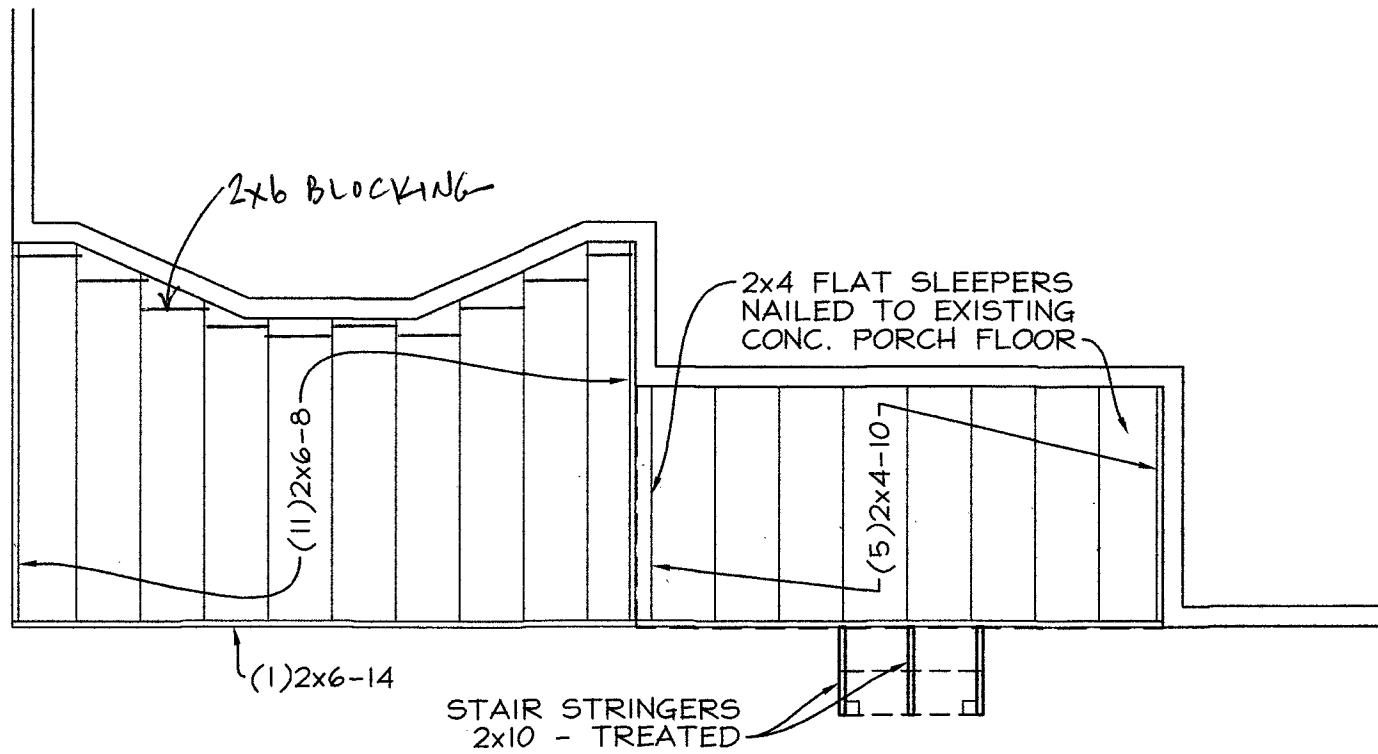 2x6 BLOCKING
2x4 FLAT SLEEPERS
NAILED TO EXISTING
CONC. PORCH FLOOR
(11)2x6-8
(5)2x4-10
(1)2x6-14
STAIR STRINGERS
2x10 - TREATED